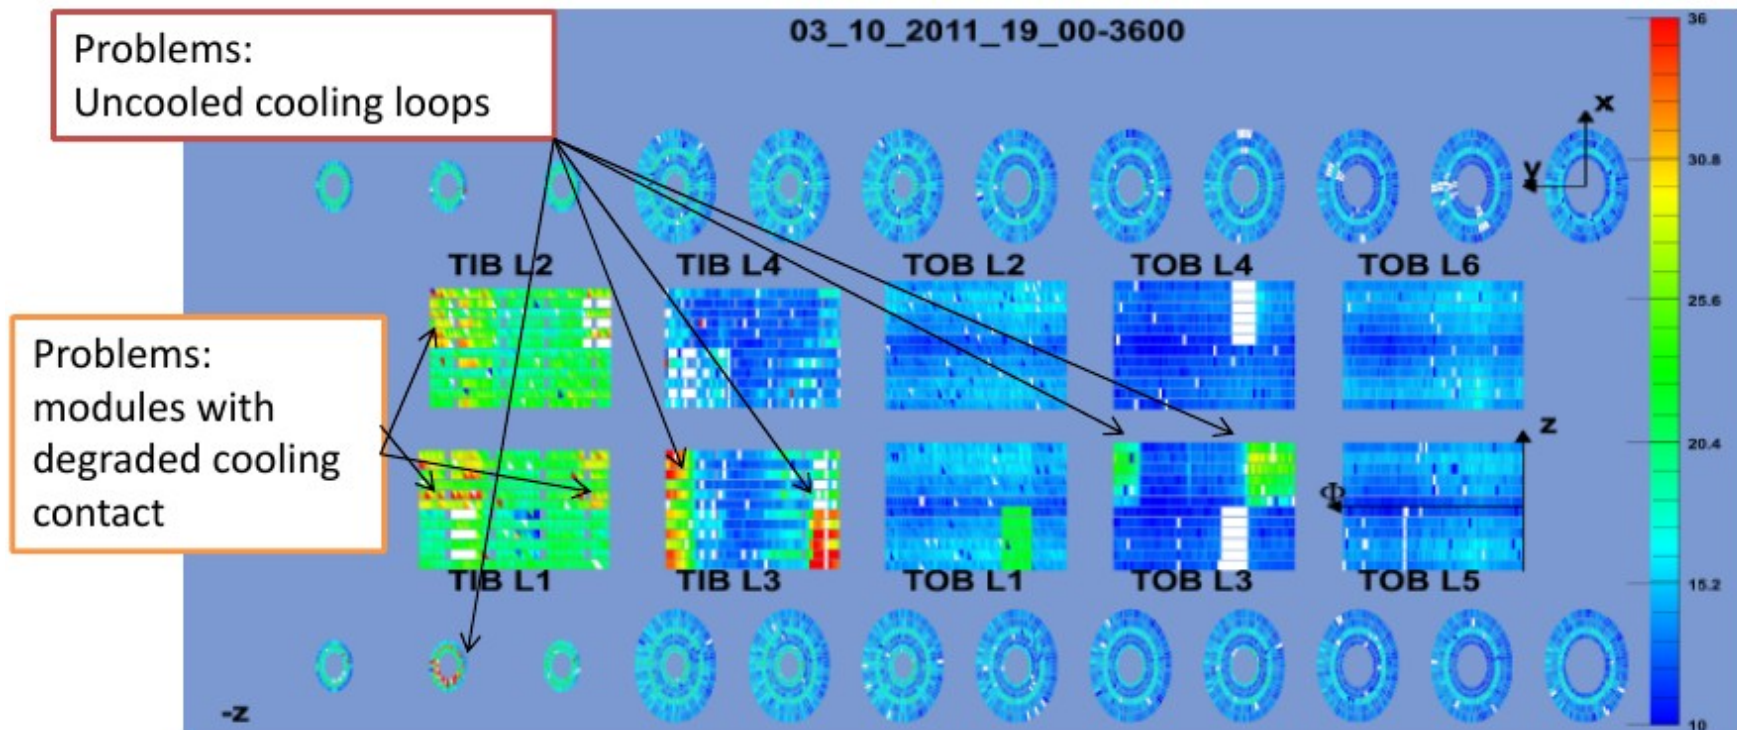 03_10_2011_19_00-3600
Problems:
Uncooled cooling loops
36
x
30.8
y
TIB L2
TIB L4
TOB L2
TOB L4
TOB L6
25.6
Problems:
modules with
degraded cooling
contact
20.4
z
Φ
TIB L1
TIB L3
TOB L1
TOB L3
TOB L5
15.2
-z
10